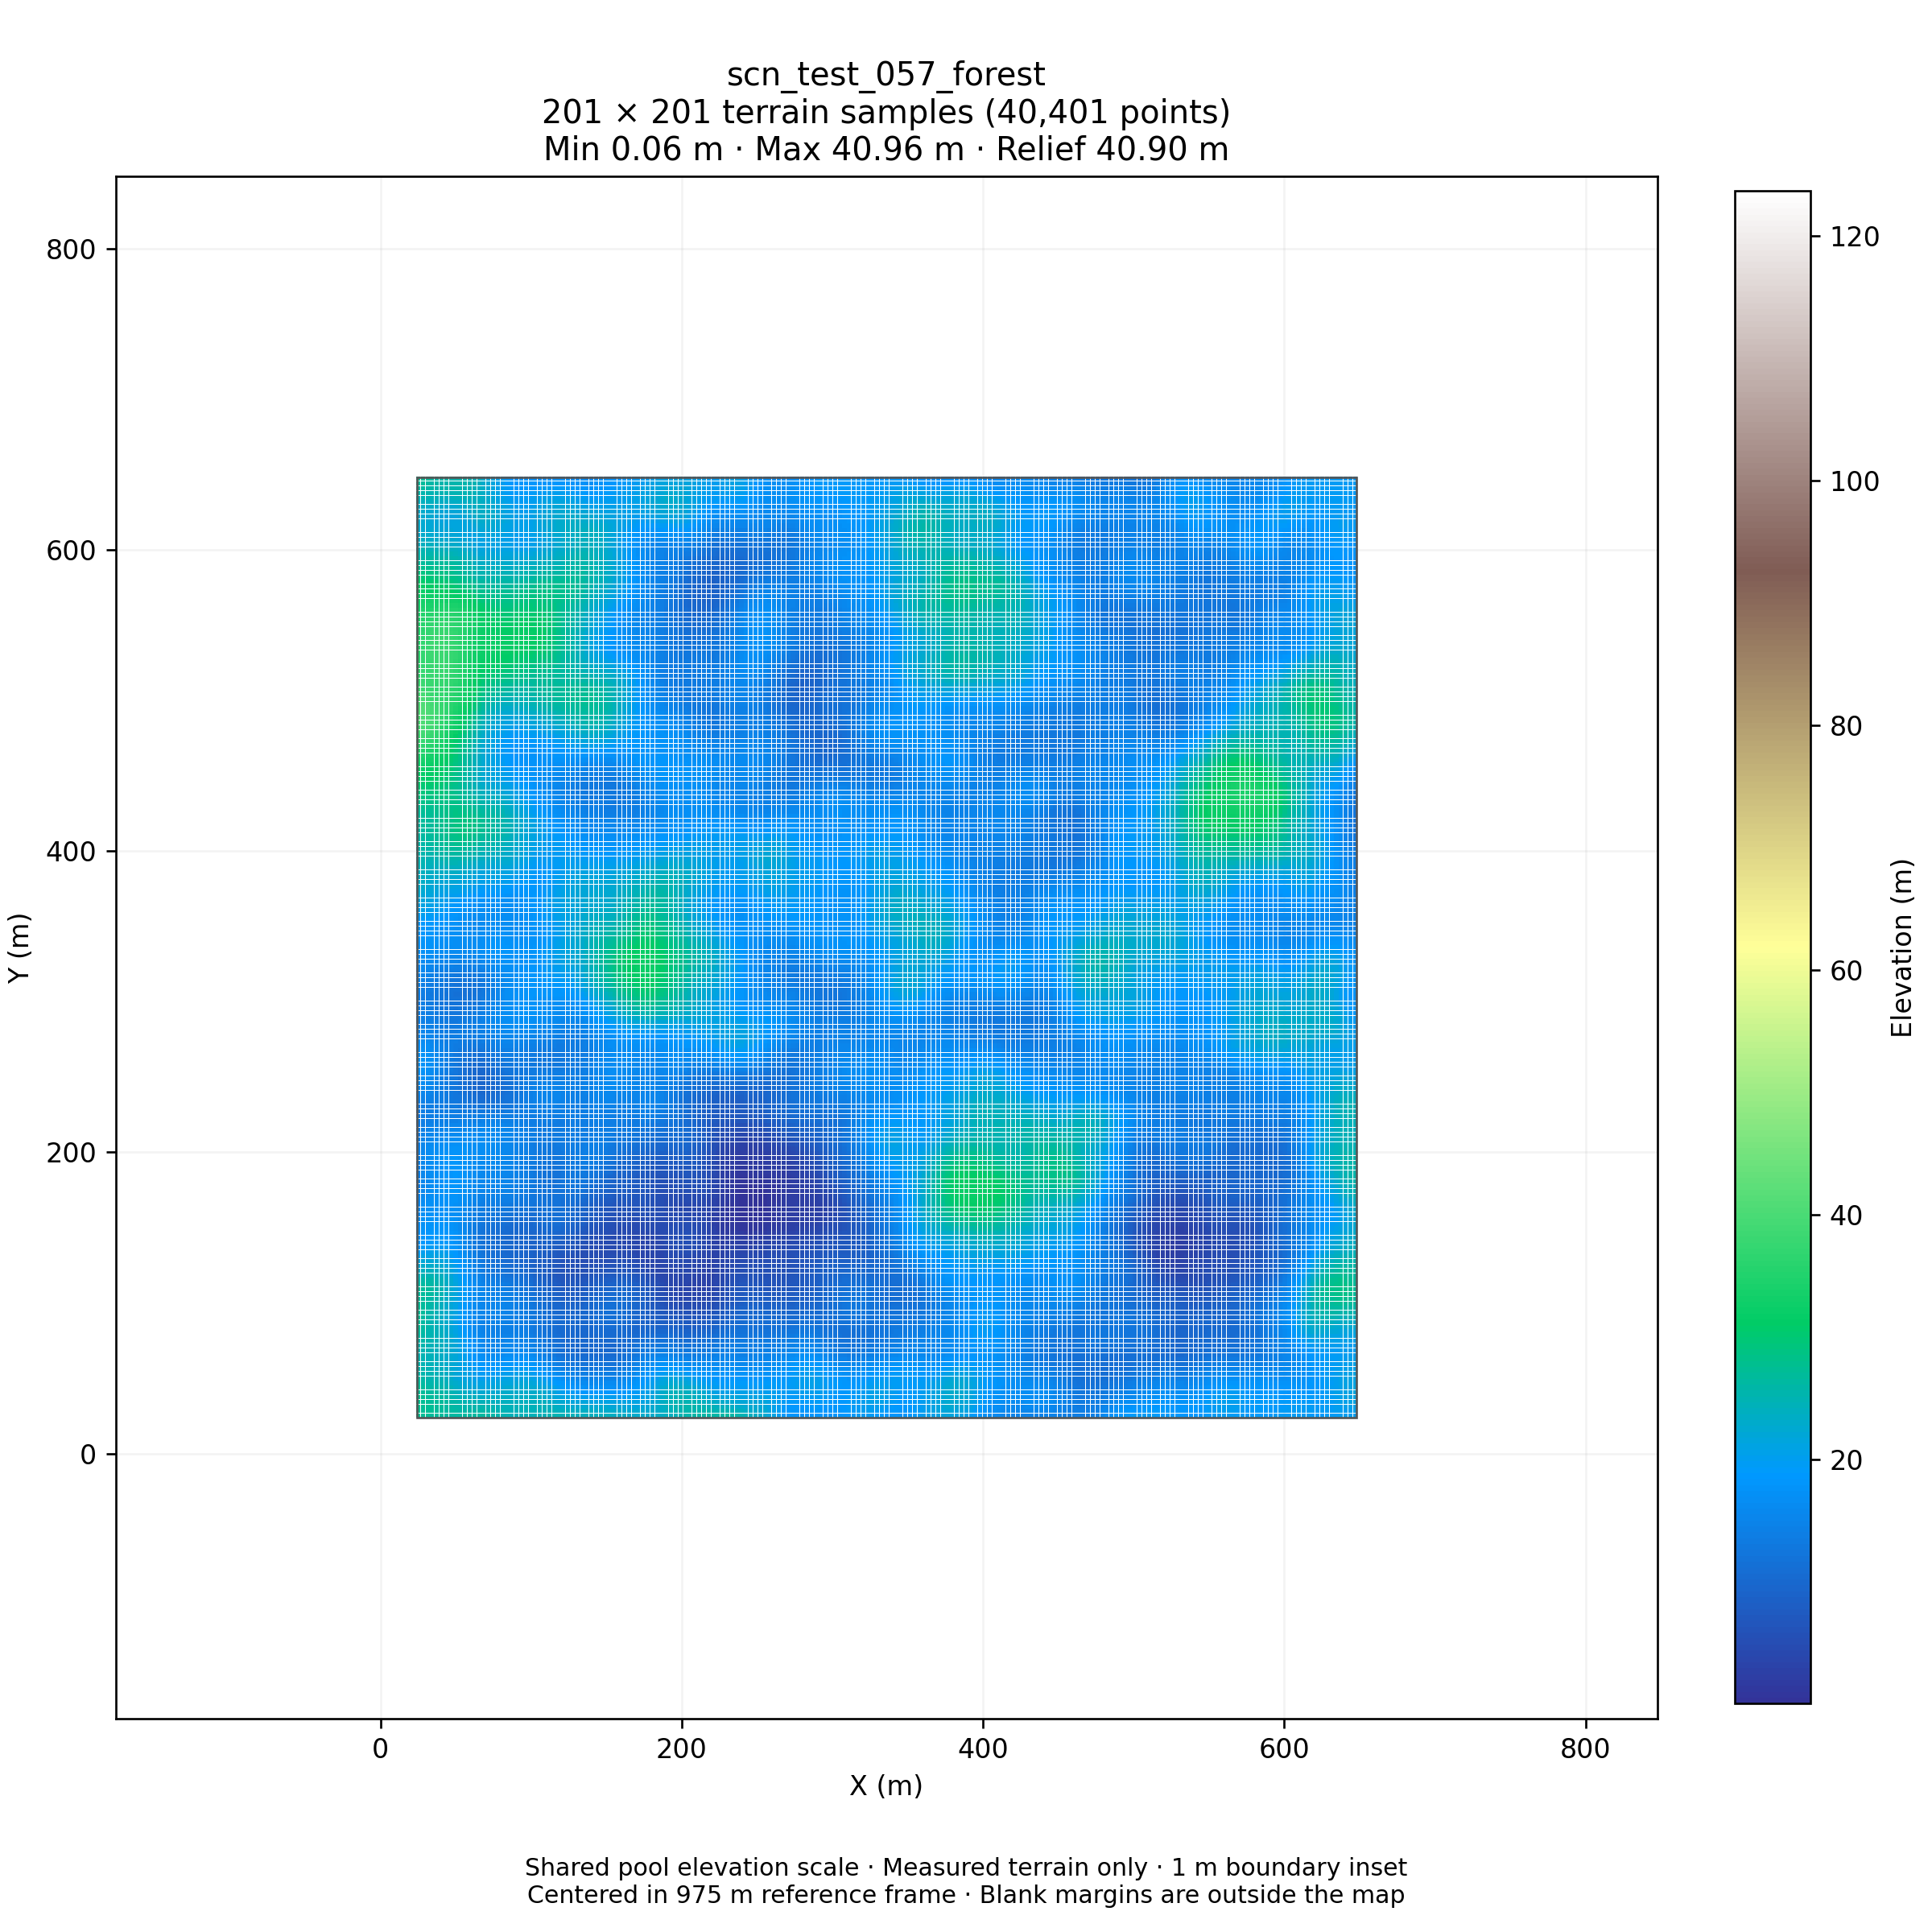 scn_test_057_forest
201 × 201 terrain samples (40,401 points)
Min 0.06 m · Max 40.96 m · Relief 40.90 m
800
600
400
200
0
Y (m)
0
200
400
600
800
X (m)
120
100
80
60
40
20
Elevation (m)
Shared pool elevation scale · Measured terrain only · 1 m boundary inset
Centered in 975 m reference frame · Blank margins are outside the map